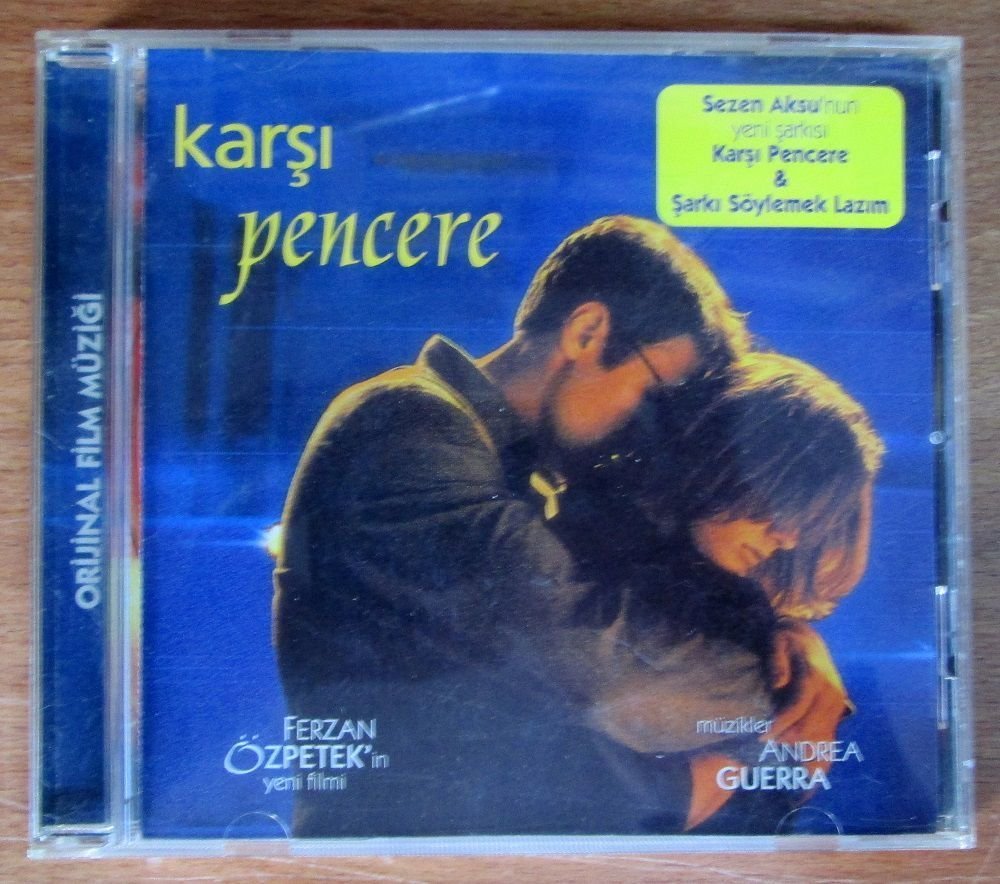 karşı
pencere
Sezen Aksu'nun
yeni şarkısı
Karşı Pencere
&
Şarkı Söylemek Lazım
ORİJİNAL FİLM MÜZİĞİ
FERZAN
ÖZPETEK'in
yeni filmi
müzikler
ANDREA
GUERRA